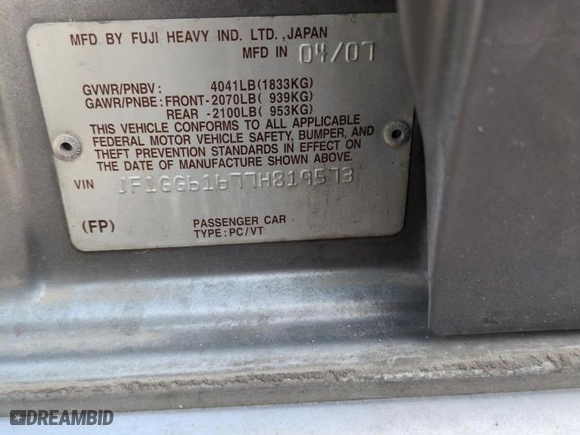 MFD BY FUJI HEAVY IND. LTD.,JAPAN
MFD IN 04/07
GVWR/PNBV : 4041LB(1833KG)
GAWR/PNBE:FRONT-2070LB( 939KG)
REAR -2100LB( 953KG)
THIS VEHICLE CONFORMS TO ALL APPLICABLE
FEDERAL MOTOR VEHICLE SAFETY, BUMPER, AND
THEFT PREVENTION STANDARDS IN EFFECT ON
THE DATE OF MANUFACTURE SHOWN ABOVE.
VIN JF1GG61677H819573
(FP) PASSENGER CAR
TYPE:PC/VT
DREAMBID